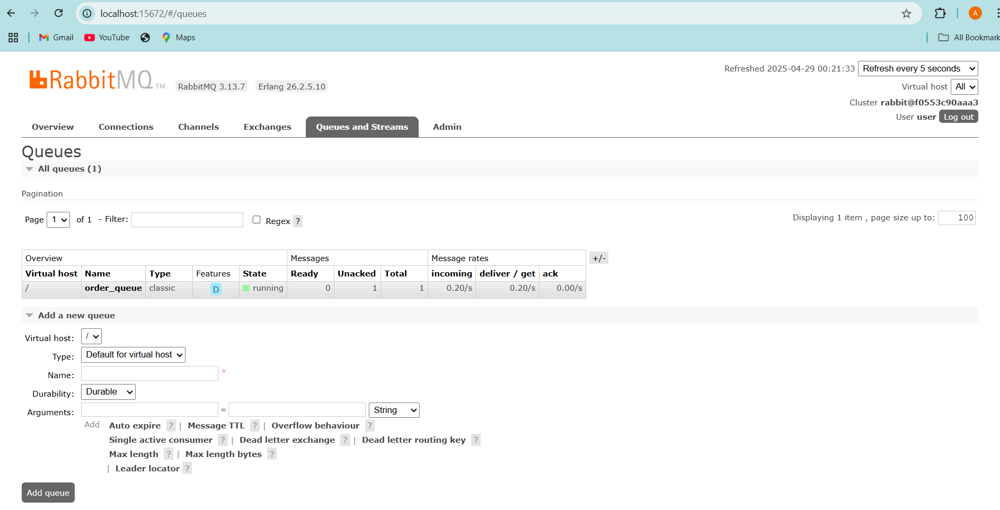 localhost:15672/#/queues
A
Gmail YouTube Maps All Bookmark
RabbitMQ TM RabbitMQ 3.13.7 Erlang 26.2.5.10
Refreshed 2025-04-29 00:21:33 Refresh every 5 seconds
Virtual host All
Cluster rabbit@f0553c90aaa3
User user Log out
Overview Connections Channels Exchanges Queues and Streams Admin
Queues
All queues (1)
Pagination
Page 1 of 1 - Filter: Regex ? Displaying 1 item , page size up to: 100
Overview Messages Message rates +/-
Virtual host Name Type Features State Ready Unacked Total incoming deliver / get ack
/ order_queue classic D running 0 1 1 0.20/s 0.20/s 0.00/s
Add a new queue
Virtual host: /
Type: Default for virtual host
Name: *
Durability: Durable
Arguments: = String
Add Auto expire ? | Message TTL ? | Overflow behaviour ?
Single active consumer ? | Dead letter exchange ? | Dead letter routing key ?
Max length ? | Max length bytes ?
| Leader locator ?
Add queue